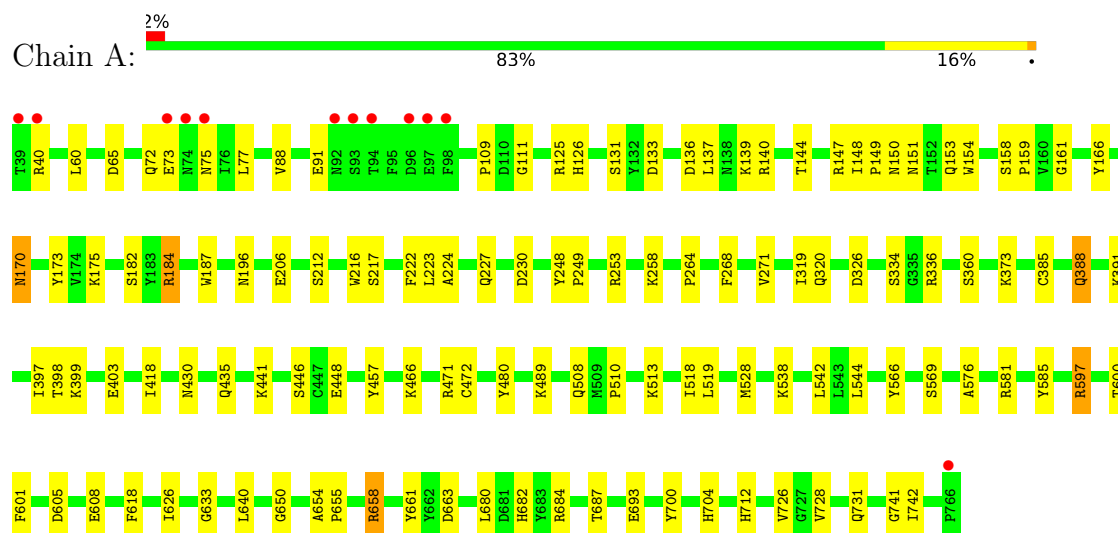 2%
Chain A:
83% 16% •
T39 R40 L60 D65 Q72 E73 N74 N75 I76 L77 V88 E91 N92 S93 T94 F95 D96 E97 F98 P109 D110 G111 R125 H126 S131 Y132 D133 D136 L137 N138 K139 R140 T144 R147 I148 P149 N150 N151 T152 Q153 W154 S158 P159 V160 G161 Y166
N170 Y173 V174 K175 S182 Y183 R184 W187 N196 E206 S212 W216 S217 F222 L223 A224 Q227 D230 Y248 P249 R253 K258 P264 F268 V271 I319 Q320 D326 S334 G335 R336 S360 K373 C385 Q388 K391
I397 T398 K399 E403 I418 N430 Q435 K441 S446 C447 E448 Y457 K466 R471 C472 Y480 K489 Q508 M509 P510 K513 I518 L519 M528 K538 L542 L543 L544 Y566 S569 A576 R581 Y585 R597 T600
F601 D605 E608 F618 I626 G633 L640 G650 A654 P655 R658 Y661 Y662 D663 L680 D681 H682 Y683 R684 T687 E693 Y700 H704 H712 V726 G727 V728 Q731 G741 I742 P766